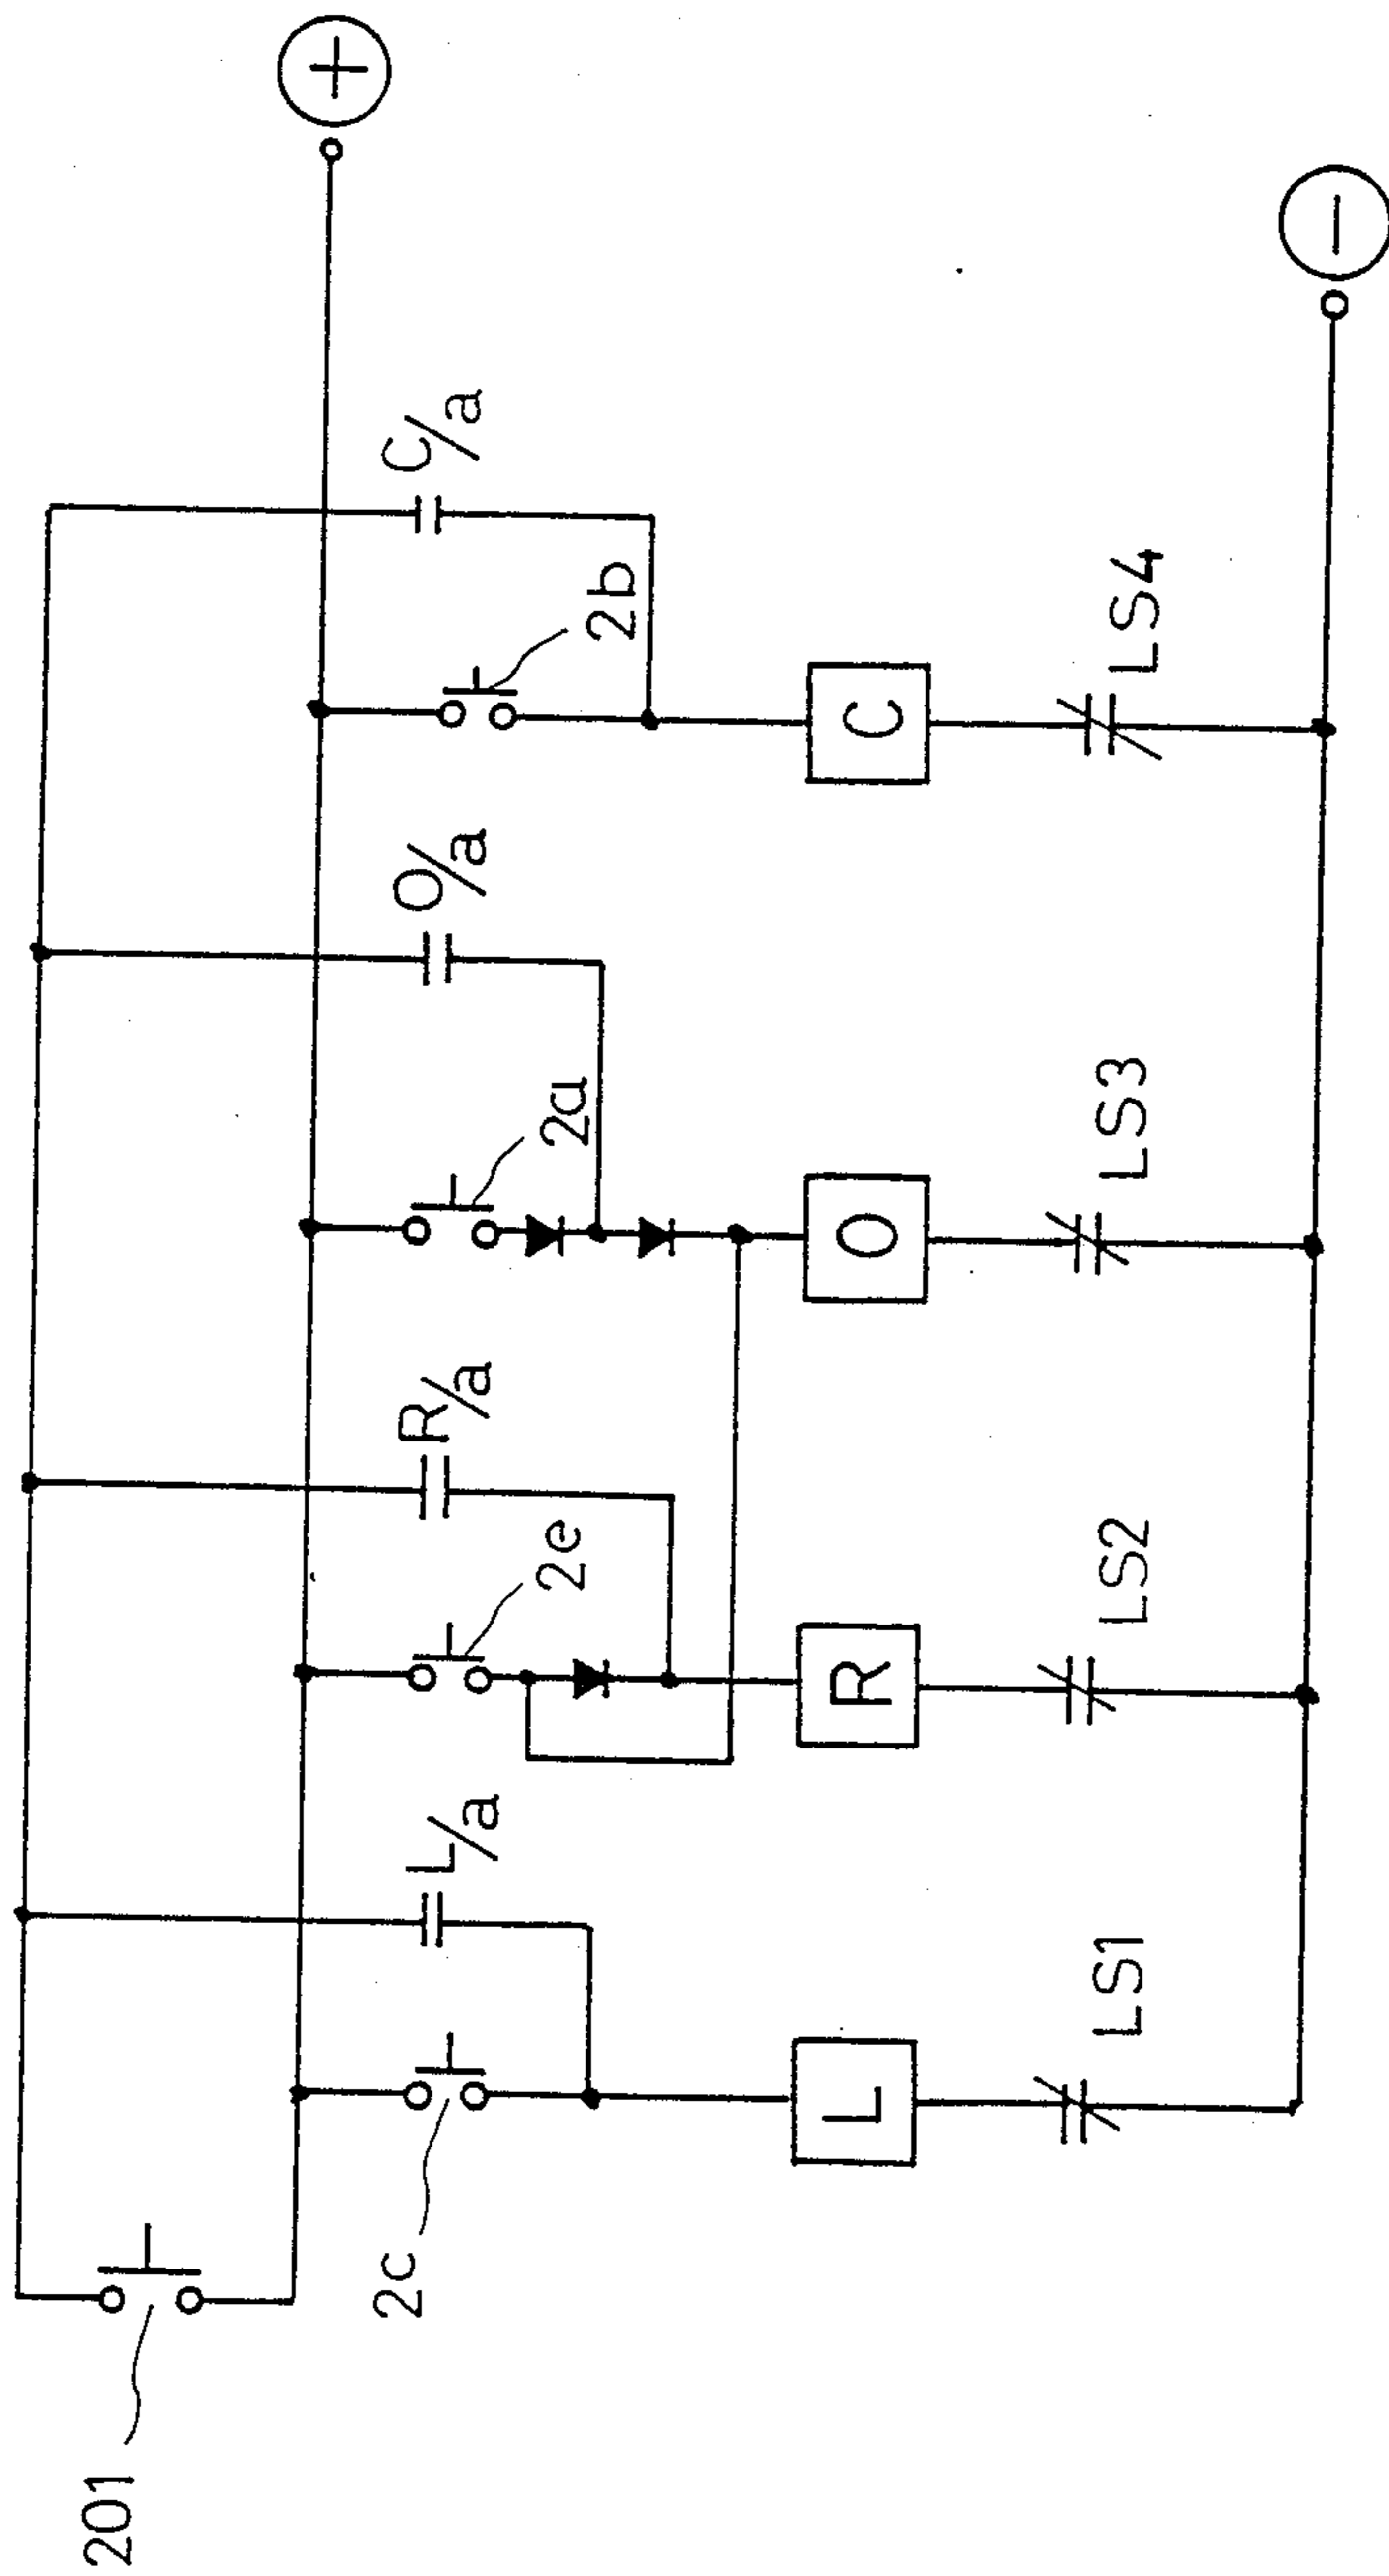 201
2c
L/a
2e
R/a
2a
O/a
2b
C/a
+
L
R
O
C
LS1
LS2
LS3
LS4
−